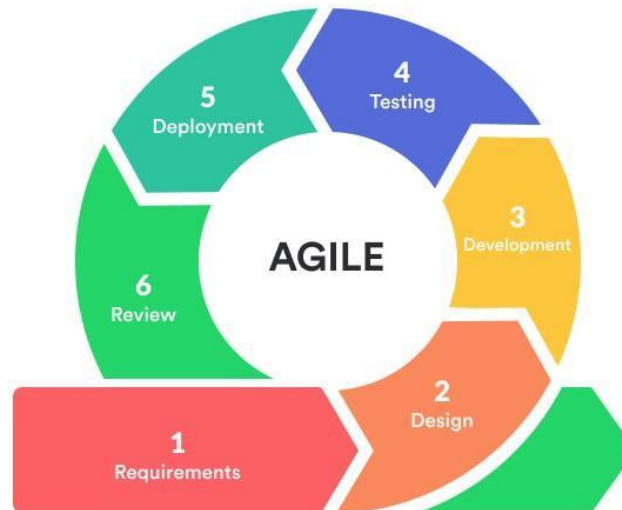 AGILE
1
Requirements
2
Design
3
Development
4
Testing
5
Deployment
6
Review